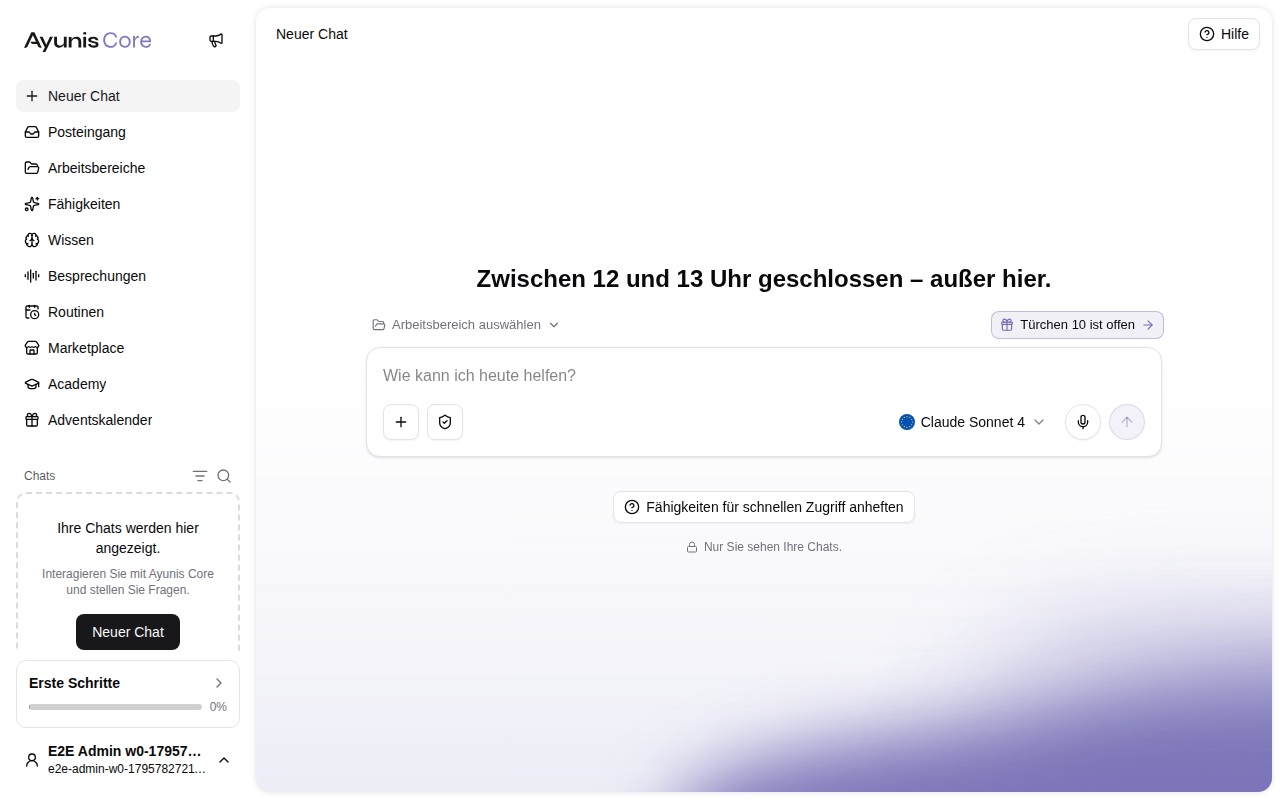 Ayunis Core
Neuer Chat
Posteingang
Arbeitsbereiche
Fähigkeiten
Wissen
Besprechungen
Routinen
Marketplace
Academy
Adventskalender
Chats
Ihre Chats werden hier
angezeigt.
Interagieren Sie mit Ayunis Core
und stellen Sie Fragen.
Neuer Chat
Erste Schritte
0%
E2E Admin w0-17957…
e2e-admin-w0-1795782721…
Neuer Chat
Hilfe
Zwischen 12 und 13 Uhr geschlossen – außer hier.
Arbeitsbereich auswählen
Türchen 10 ist offen
Wie kann ich heute helfen?
Claude Sonnet 4
Fähigkeiten für schnellen Zugriff anheften
Nur Sie sehen Ihre Chats.